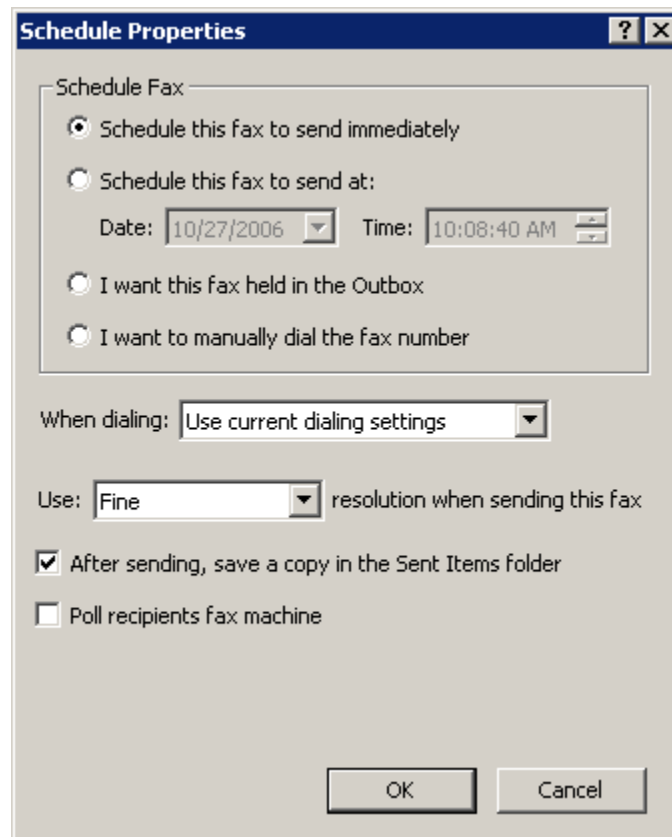 Schedule Properties
Schedule Fax
Schedule this fax to send immediately
Schedule this fax to send at:
Date: 10/27/2006 Time: 10:08:40 AM
I want this fax held in the Outbox
I want to manually dial the fax number
When dialing: Use current dialing settings
Use: Fine resolution when sending this fax
After sending, save a copy in the Sent Items folder
Poll recipients fax machine
OK Cancel